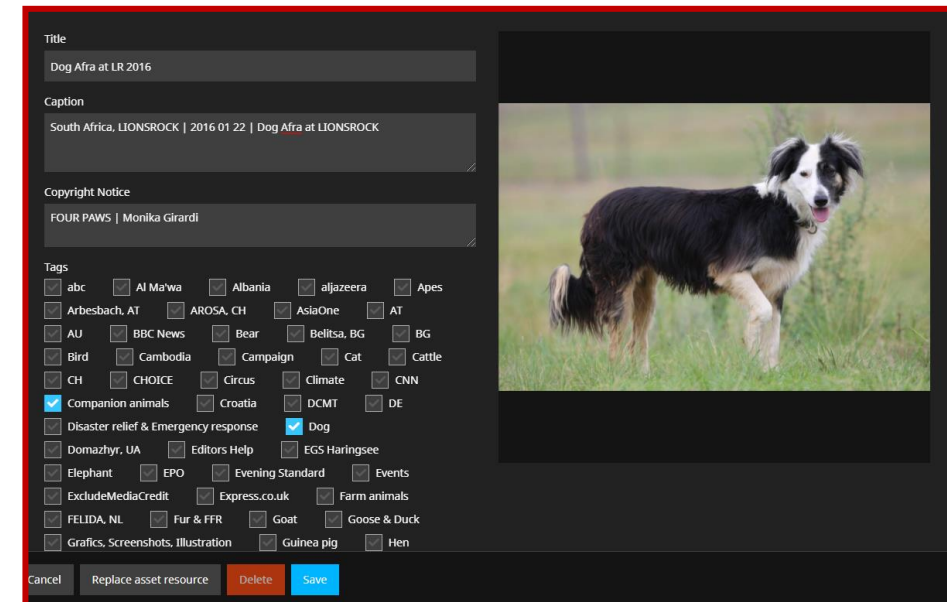 Title
Dog Afra at LR 2016
Caption
South Africa, LIONSROCK | 2016 01 22 | Dog Afra at LIONSROCK
Copyright Notice
FOUR PAWS | Monika Girardi
Tags
abc Al Ma'wa Albania aljazeera Apes
Arbesbach, AT AROSA, CH AsiaOne AT
AU BBC News Bear Belitsa, BG BG
Bird Cambodia Campaign Cat Cattle
CH CHOICE Circus Climate CNN
Companion animals Croatia DCMT DE
Disaster relief & Emergency response Dog
Domazhyr, UA Editors Help EGS Haringsee
Elephant EPO Evening Standard Events
ExcludeMediaCredit Express.co.uk Farm animals
FELIDA, NL Fur & FFR Goat Goose & Duck
Grafics, Screenshots, Illustration Guinea pig Hen
Cancel Replace asset resource Delete Save